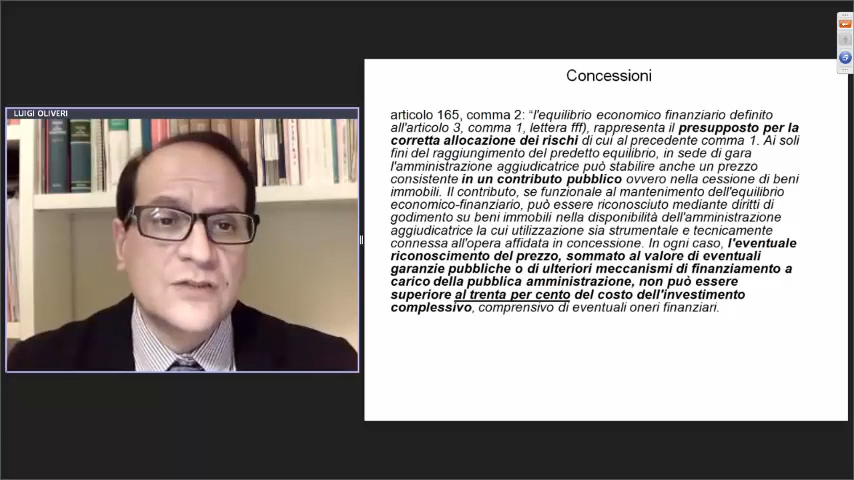 LUIGI OLIVERI
Concessioni
articolo 165, comma 2: “l'equilibrio economico finanziario definito
all'articolo 3, comma 1, lettera fff), rappresenta il presupposto per la
corretta allocazione dei rischi di cui al precedente comma 1. Ai soli
fini del raggiungimento del predetto equilibrio, in sede di gara
l'amministrazione aggiudicatrice può stabilire anche un prezzo
consistente in un contributo pubblico ovvero nella cessione di beni
immobili. Il contributo, se funzionale al mantenimento dell'equilibrio
economico-finanziario, può essere riconosciuto mediante diritti di
godimento su beni immobili nella disponibilità dell'amministrazione
aggiudicatrice la cui utilizzazione sia strumentale e tecnicamente
connessa all'opera affidata in concessione. In ogni caso, l'eventuale
riconoscimento del prezzo, sommato al valore di eventuali
garanzie pubbliche o di ulteriori meccanismi di finanziamento a
carico della pubblica amministrazione, non può essere
superiore al trenta per cento del costo dell'investimento
complessivo, comprensivo di eventuali oneri finanziari.